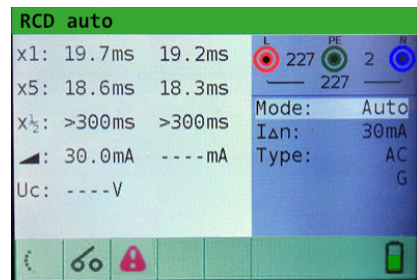 RCD auto
x1: 19.7ms 19.2ms
x5: 18.6ms 18.3ms
x½: >300ms >300ms
◢: 30.0mA ----mA
Uc: ----V
L PE N
227 2
227
Mode: Auto
I∆n: 30mA
Type: AC
G